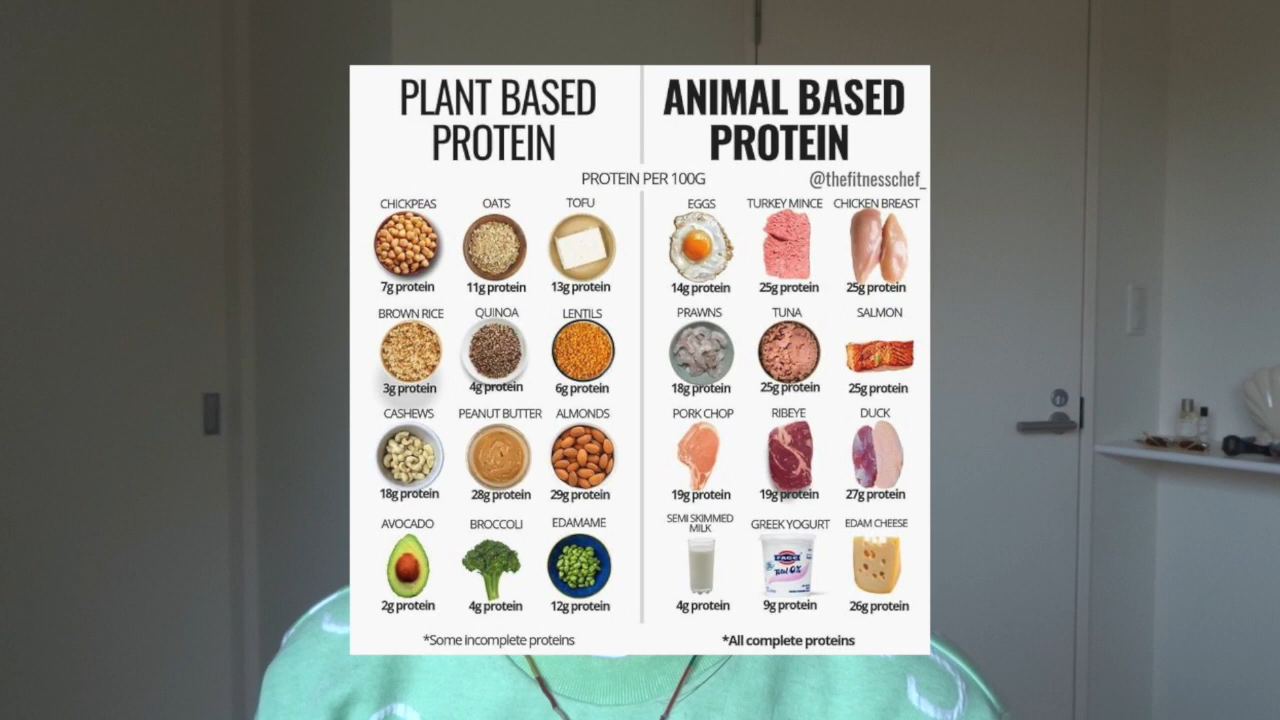 PLANT BASED
PROTEIN
ANIMAL BASED
PROTEIN
PROTEIN PER 100G
@thefitnesschef_
CHICKPEAS
OATS
TOFU
7g protein
11g protein
13g protein
BROWN RICE
QUINOA
LENTILS
3g protein
4g protein
6g protein
CASHEWS
PEANUT BUTTER
ALMONDS
18g protein
28g protein
29g protein
AVOCADO
BROCCOLI
EDAMAME
2g protein
4g protein
12g protein
*Some incomplete proteins
EGGS
TURKEY MINCE
CHICKEN BREAST
14g protein
25g protein
25g protein
PRAWNS
TUNA
SALMON
18g protein
25g protein
25g protein
PORK CHOP
RIBEYE
DUCK
19g protein
19g protein
27g protein
SEMI SKIMMED
MILK
GREEK YOGURT
EDAM CHEESE
FAGE
Total 0%
4g protein
9g protein
26g protein
*All complete proteins